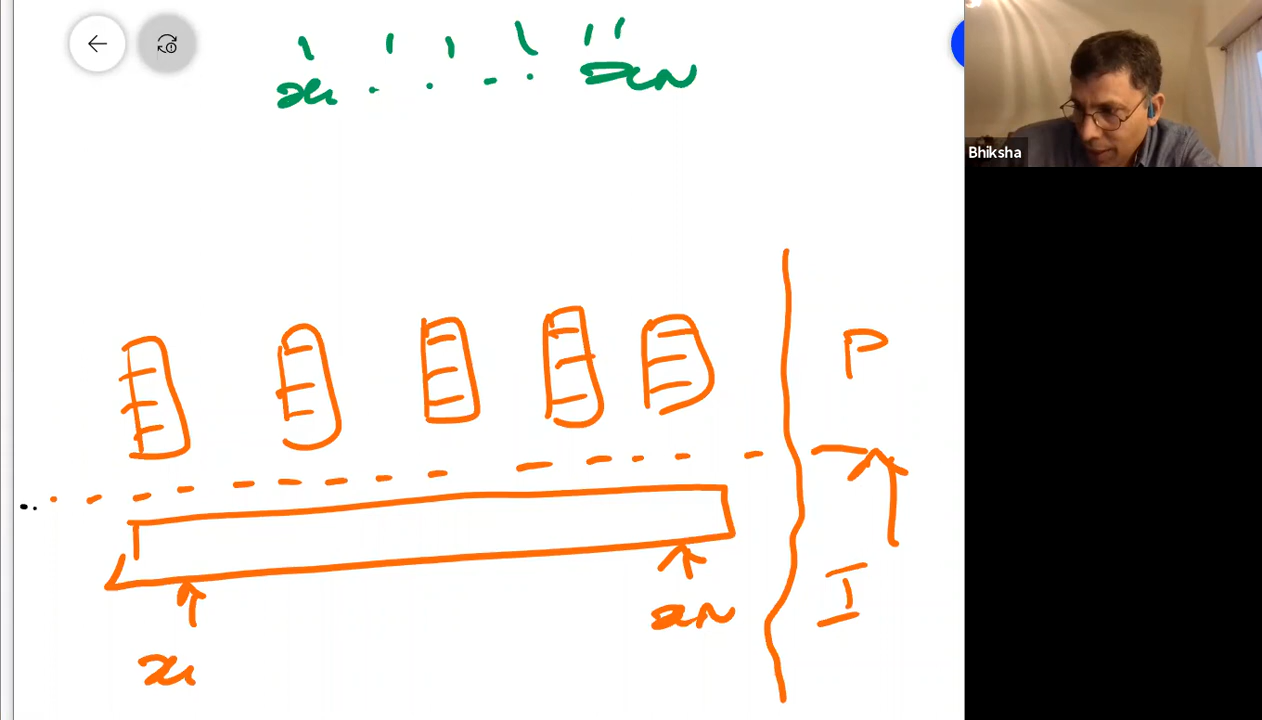 x1 . . - . xN
Bhiksha
P
I
x1 xN